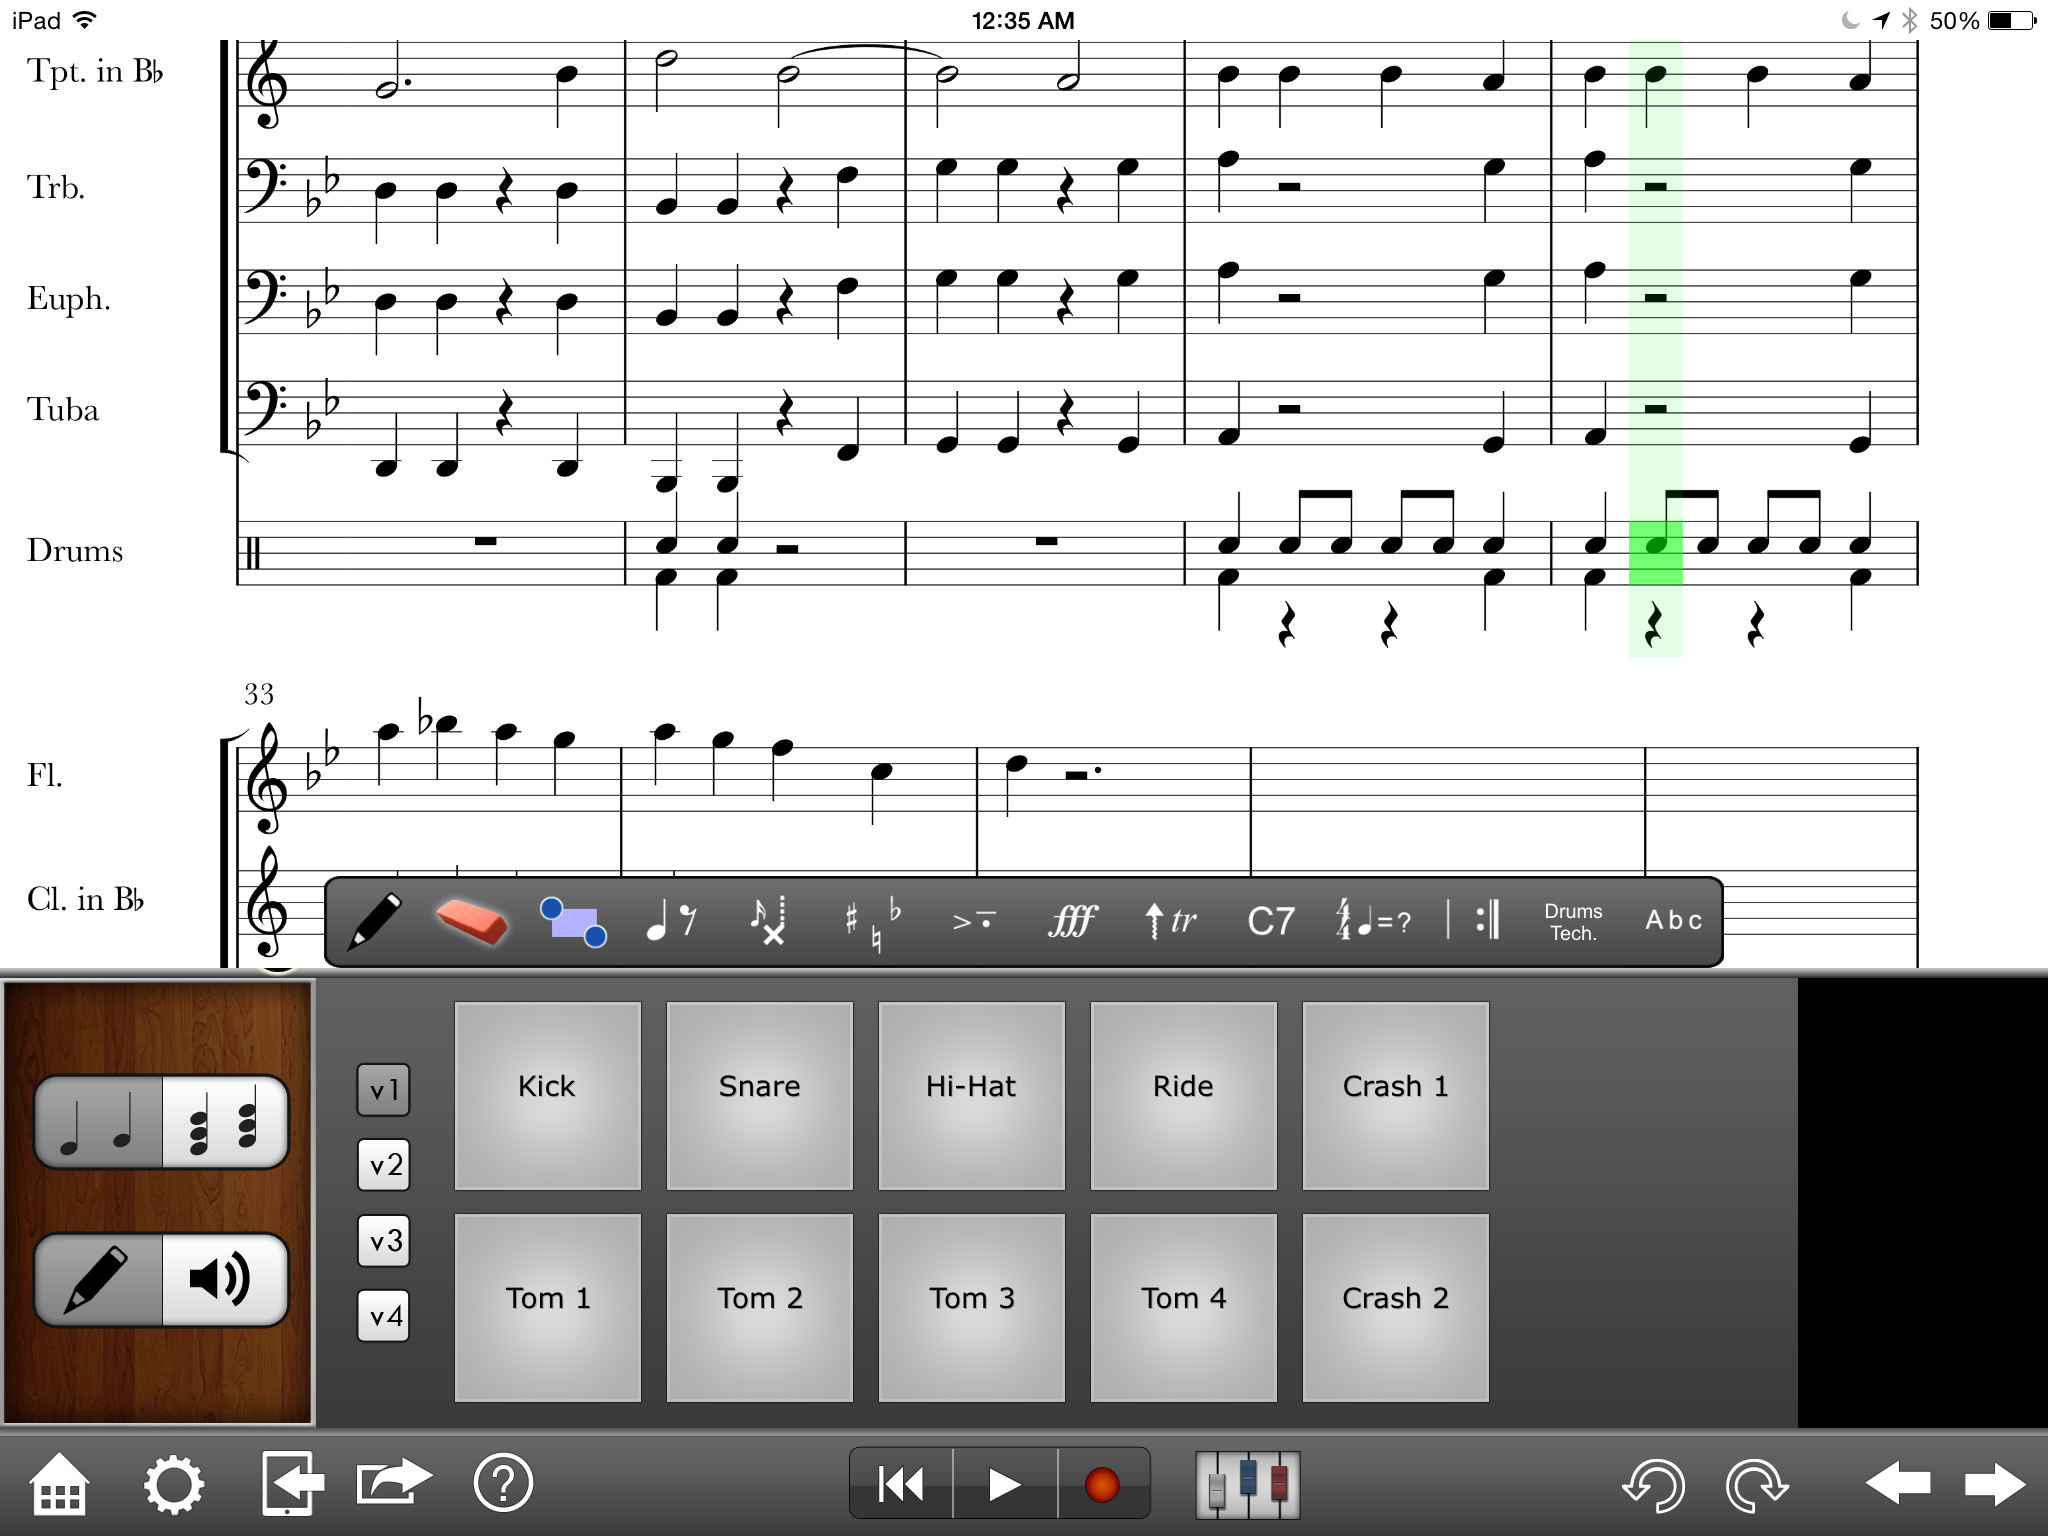 iPad 12:35 AM 50%
Tpt. in B♭
Trb.
Euph.
Tuba
Drums
33
Fl.
Cl. in B♭
fff tr C7 4/4 = ? Drums Tech. Abc
v1 Kick Snare Hi-Hat Ride Crash 1
v2
v3
Tom 1 Tom 2 Tom 3 Tom 4 Crash 2
v4
?